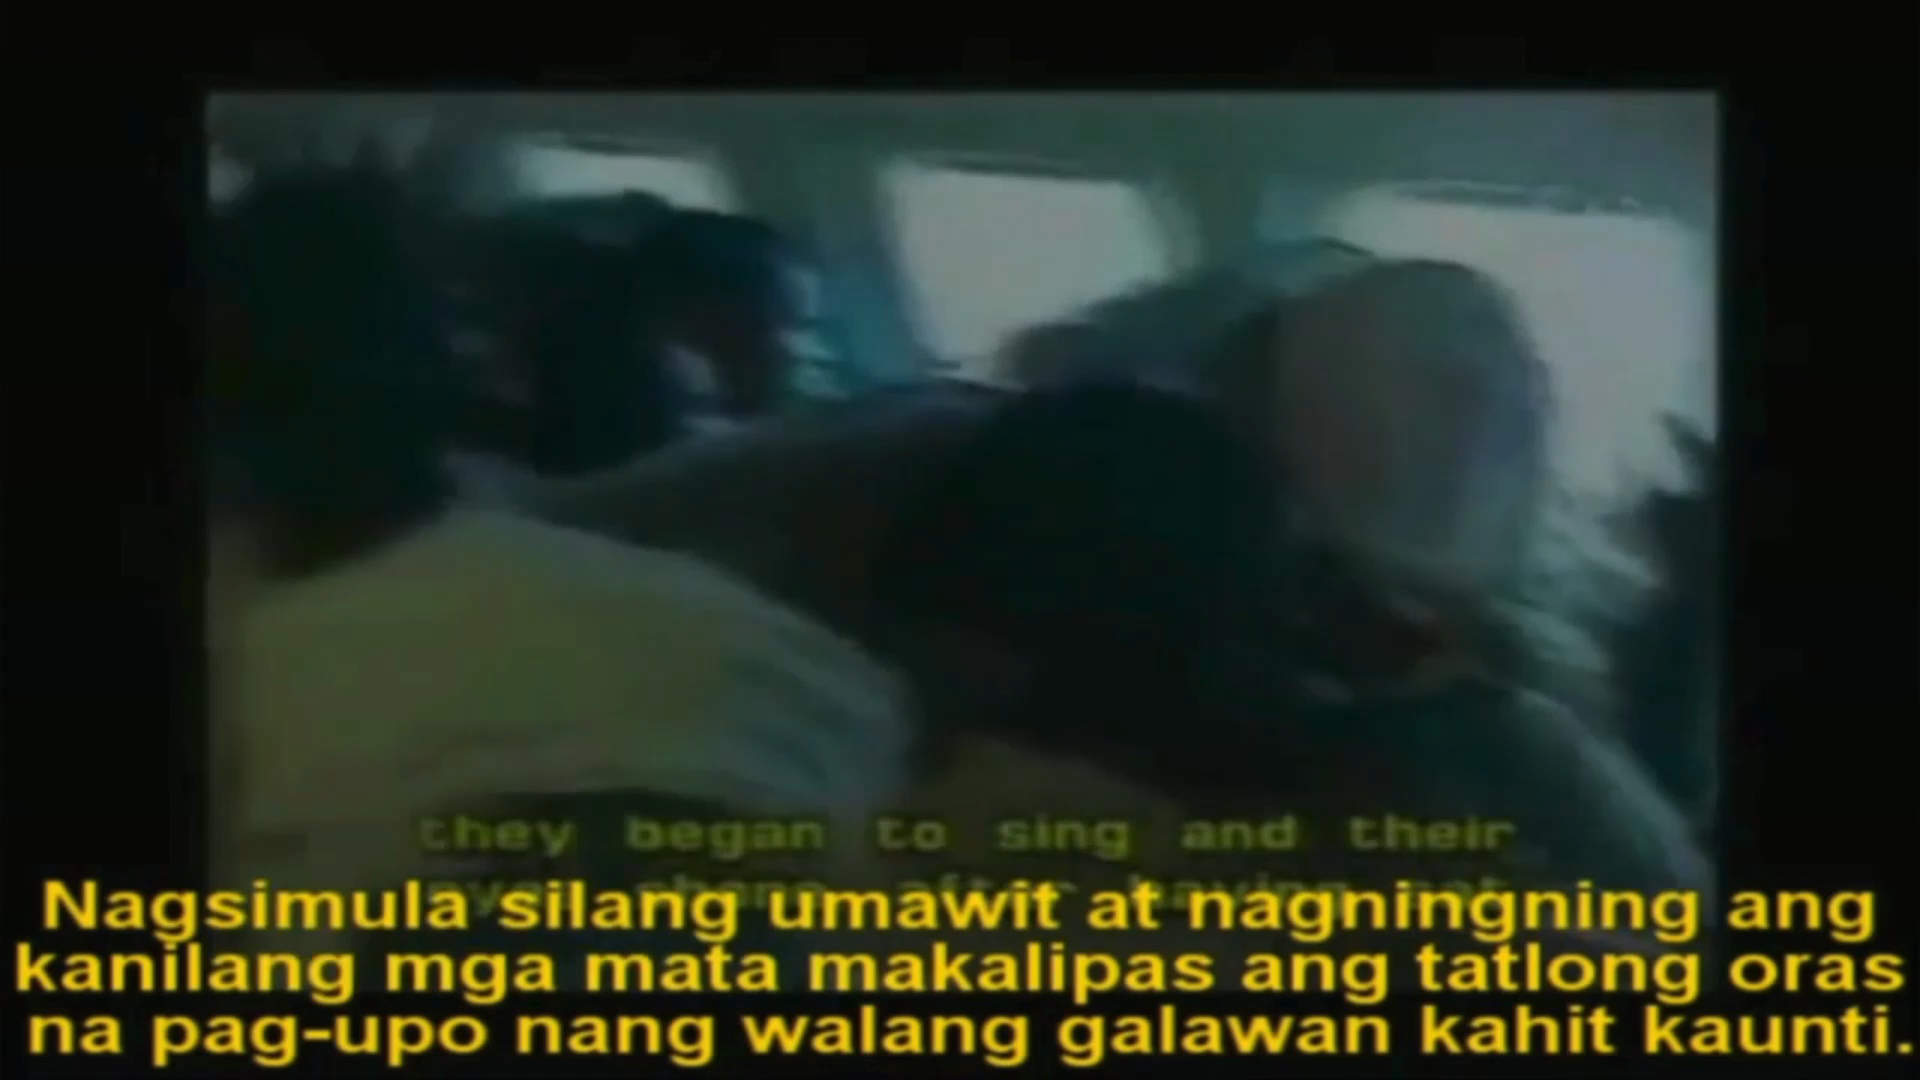 they began to sing and their
Nagsimula silang umawit at nagningning ang
kanilang mga mata makalipas ang tatlong oras
na pag-upo nang walang galawan kahit kaunti.